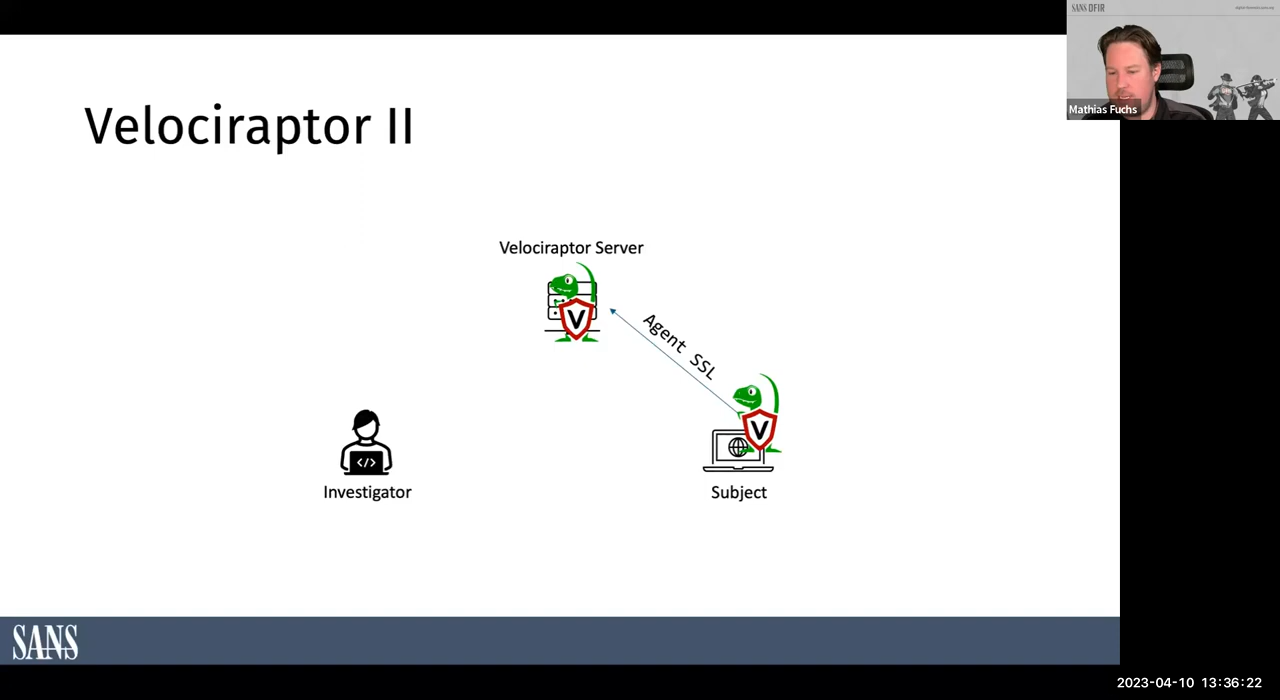 SANS DFIR
Mathias Fuchs
Velociraptor II
Velociraptor Server
V
Agent SSL
V
</>
Investigator
Subject
SANS
2023-04-10 13:36:22